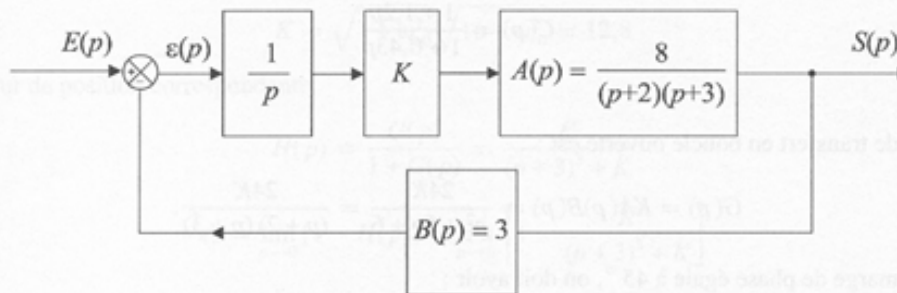 E(p)
ε(p)
1/p
K
A(p) = 8/((p+2)(p+3))
S(p)
B(p) = 3